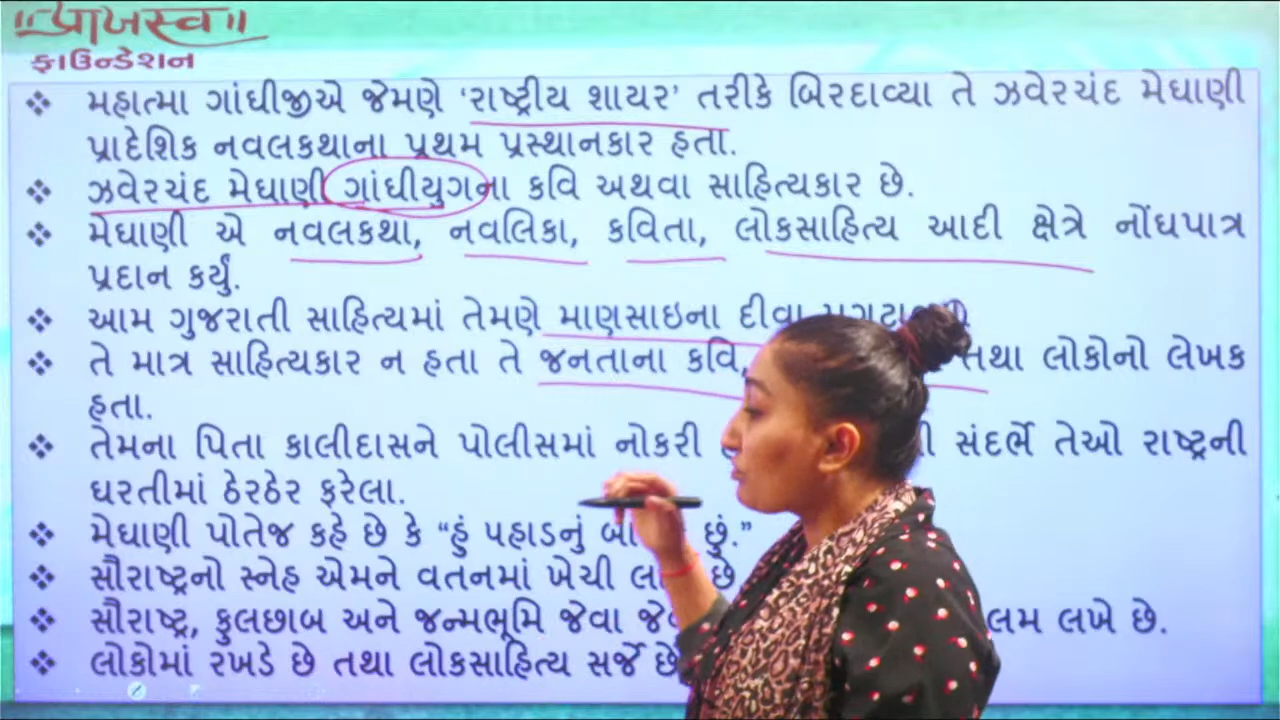 ॥ પ્રાબસ્વ ॥
ફાઉન્ડેશન
❖ મહાત્મા ગાંધીજીએ જેમણે ‘રાષ્ટ્રીય શાયર’ તરીકે બિરદાવ્યા તે ઝવેરચંદ મેઘાણી
પ્રાદેશિક નવલકથાના પ્રથમ પ્રસ્થાનકાર હતા.
❖ ઝવેરચંદ મેઘાણી ગાંધીયુગના કવિ અથવા સાહિત્યકાર છે.
❖ મેઘાણી એ નવલકથા, નવલિકા, કવિતા, લોકસાહિત્ય આદી ક્ષેત્રે નોંધપાત્ર
પ્રદાન કર્યું.
❖ આમ ગુજરાતી સાહિત્યમાં તેમણે માણસાઇના દીવા
❖ તે માત્ર સાહિત્યકાર ન હતા તે જનતાના કવિ, તથા લોકોનો લેખક
હતા.
❖ તેમના પિતા કાલીદાસને પોલીસમાં નોકરી સંદર્ભે તેઓ રાષ્ટ્રની
ધરતીમાં ઠેરઠેર ફરેલા.
❖ મેઘાણી પોતેજ કહે છે કે “હું પહાડનું છું.”
❖ સૌરાષ્ટ્રનો સ્નેહ એમને વતનમાં ખેચી છે
❖ સૌરાષ્ટ્ર, ફુલછાબ અને જન્મભૂમિ જેવા લખે છે.
❖ લોકોમાં રખડે છે તથા લોકસાહિત્ય સર્જે છે